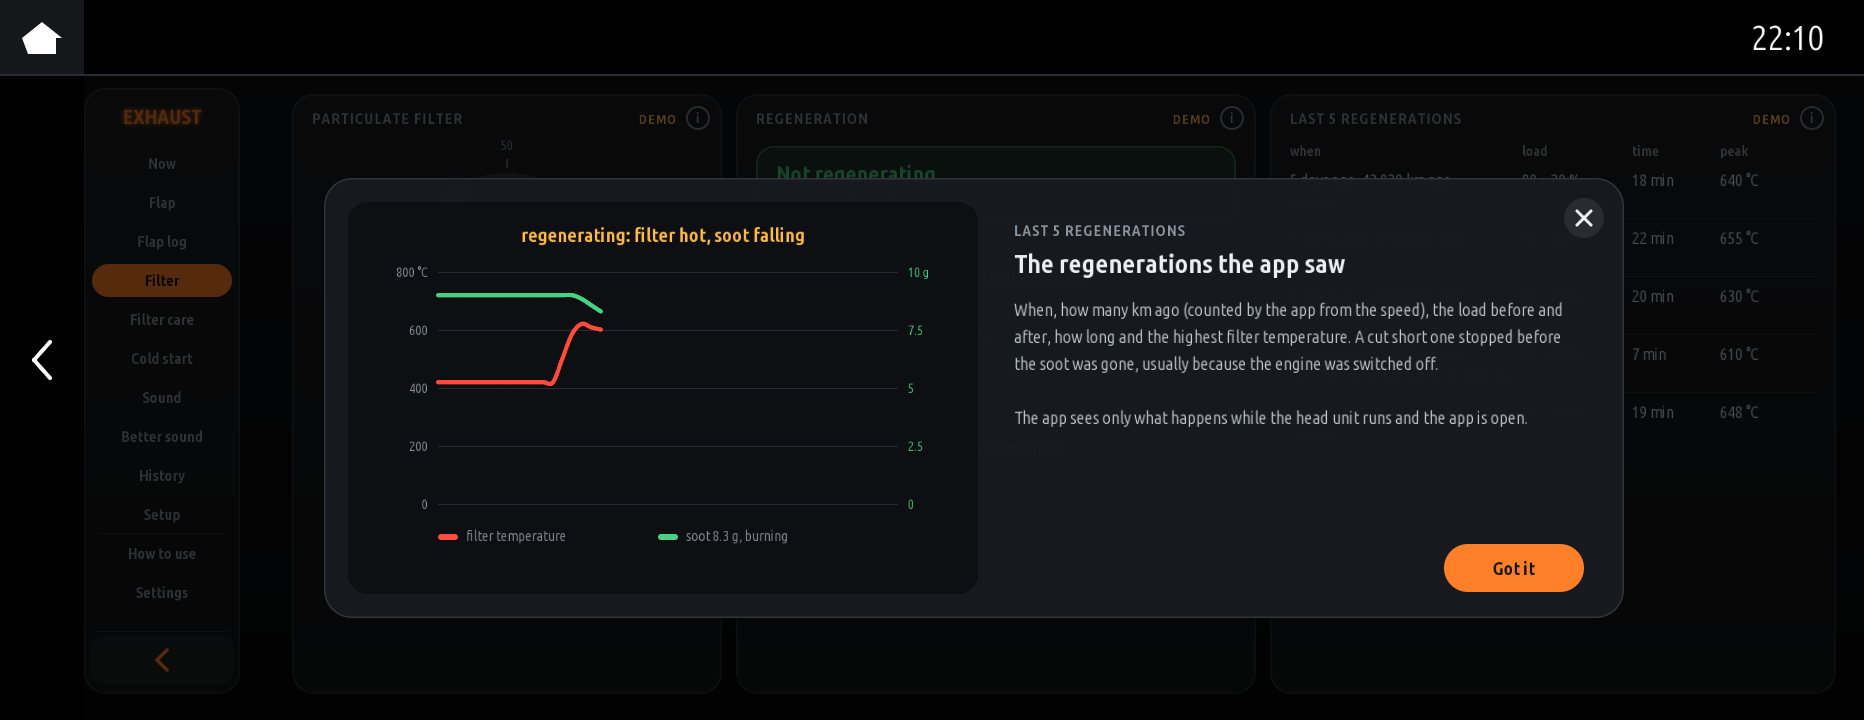 22:10
EXHAUST
Now
Flap
Flap log
Filter
Filter care
Cold start
Sound
Better sound
History
Setup
How to use
Settings
PARTICULATE FILTER
DEMO
i
50
REGENERATION
DEMO
i
Not regenerating
LAST 5 REGENERATIONS
DEMO
i
when load time peak
18 min 640 °C
22 min 655 °C
20 min 630 °C
7 min 610 °C
19 min 648 °C
regenerating: filter hot, soot falling
800 °C 10 g
600 7.5
400 5
200 2.5
0 0
filter temperature
soot 8.3 g, burning
LAST 5 REGENERATIONS
The regenerations the app saw
When, how many km ago (counted by the app from the speed), the load before and
after, how long and the highest filter temperature. A cut short one stopped before
the soot was gone, usually because the engine was switched off.
The app sees only what happens while the head unit runs and the app is open.
Got it